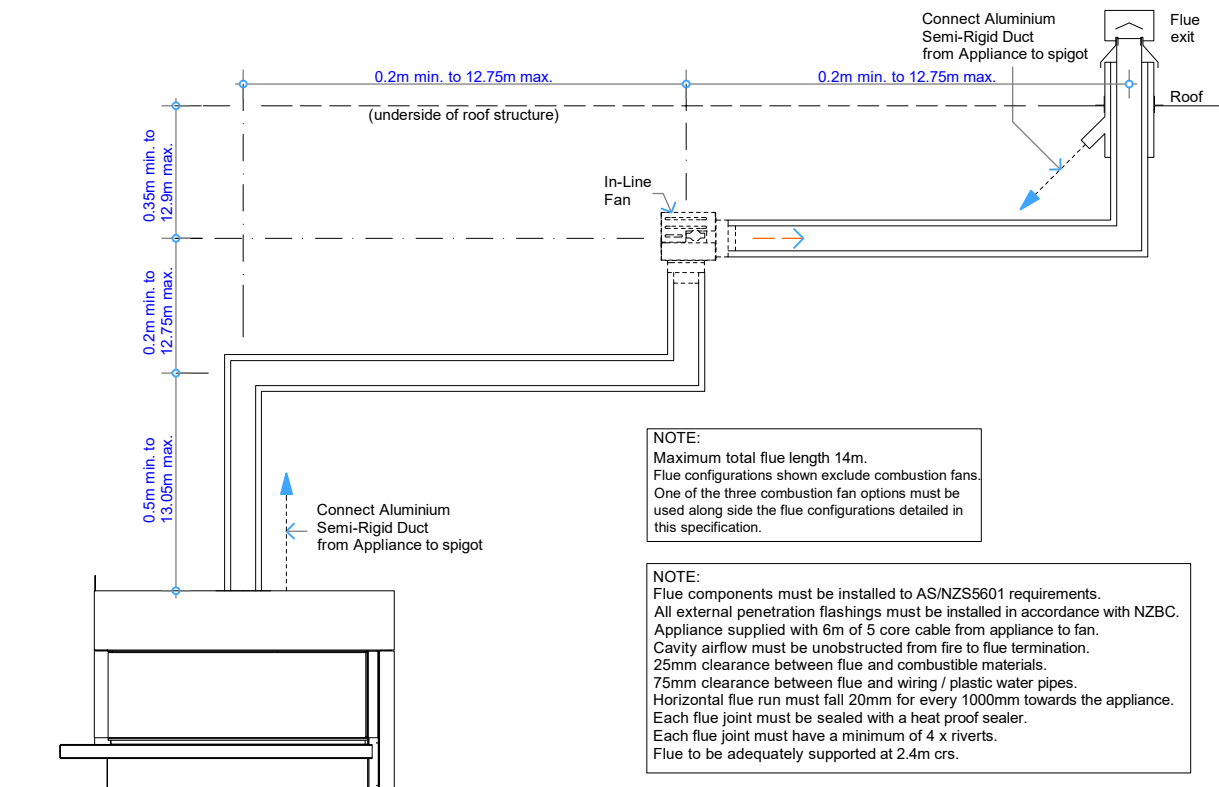 Connect Aluminium
Semi-Rigid Duct
from Appliance to spigot
Flue
exit
0.2m min. to 12.75m max.
0.2m min. to 12.75m max.
Roof
(underside of roof structure)
0.35m min. to
12.9m max.
In-Line
Fan
0.2m min. to
12.75m max.
0.5m min. to
13.05m max.
Connect Aluminium
Semi-Rigid Duct
from Appliance to spigot
NOTE:
Maximum total flue length 14m.
Flue configurations shown exclude combustion fans.
One of the three combustion fan options must be
used along side the flue configurations detailed in
this specification.
NOTE:
Flue components must be installed to AS/NZS5601 requirements.
All external penetration flashings must be installed in accordance with NZBC.
Appliance supplied with 6m of 5 core cable from appliance to fan.
Cavity airflow must be unobstructed from fire to flue termination.
25mm clearance between flue and combustible materials.
75mm clearance between flue and wiring / plastic water pipes.
Horizontal flue run must fall 20mm for every 1000mm towards the appliance.
Each flue joint must be sealed with a heat proof sealer.
Each flue joint must have a minimum of 4 x riverts.
Flue to be adequately supported at 2.4m crs.